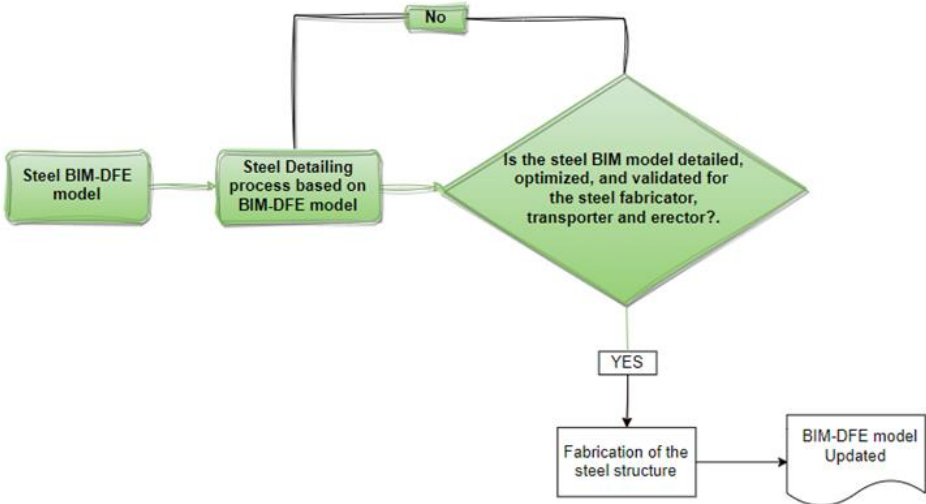 No
Steel BIM-DFE
model
Steel Detailing
process based on
BIM-DFE model
Is the steel BIM model detailed,
optimized, and validated for
the steel fabricator,
transporter and erector?.
YES
Fabrication of the
steel structure
BIM-DFE model
Updated